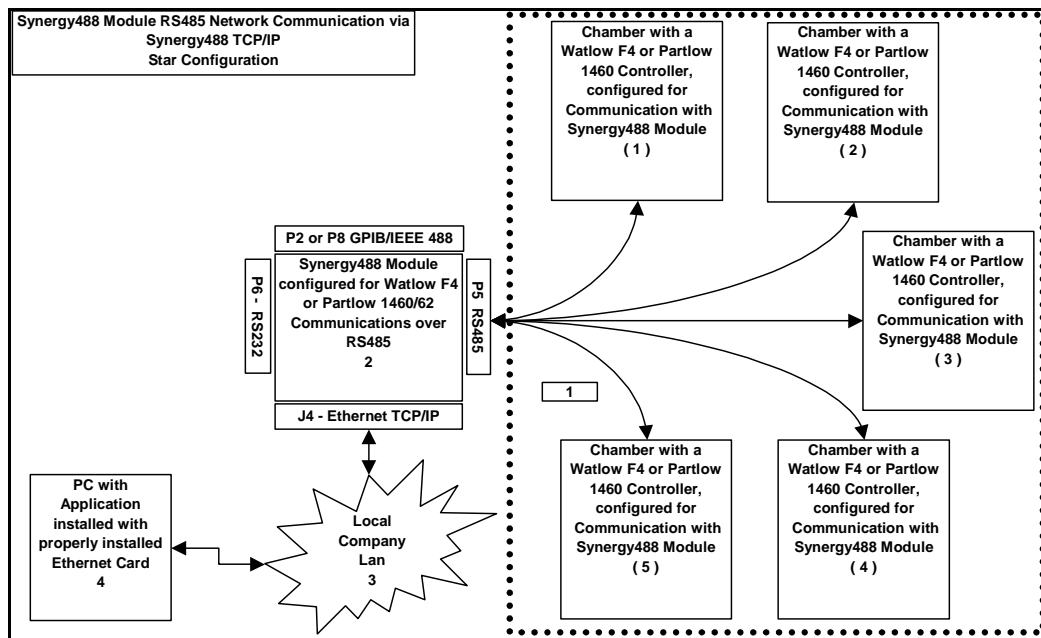 Synergy488 Module RS485 Network Communication via
Synergy488 TCP/IP
Star Configuration
Chamber with a
Watlow F4 or Partlow
1460 Controller,
configured for
Communication with
Synergy488 Module
( 1 )
Chamber with a
Watlow F4 or Partlow
1460 Controller,
configured for
Communication with
Synergy488 Module
( 2 )
P2 or P8 GPIB/IEEE 488
P6 - RS232
Synergy488 Module
configured for Watlow F4
or Partlow 1460/62
Communications over
RS485
2
P5 RS485
J4 - Ethernet TCP/IP
Chamber with a
Watlow F4 or Partlow
1460 Controller,
configured for
Communication with
Synergy488 Module
( 3 )
1
Chamber with a
Watlow F4 or Partlow
1460 Controller,
configured for
Communication with
Synergy488 Module
( 5 )
Chamber with a
Watlow F4 or Partlow
1460 Controller,
configured for
Communication with
Synergy488 Module
( 4 )
PC with
Application
installed with
properly installed
Ethernet Card
4
Local
Company
Lan
3